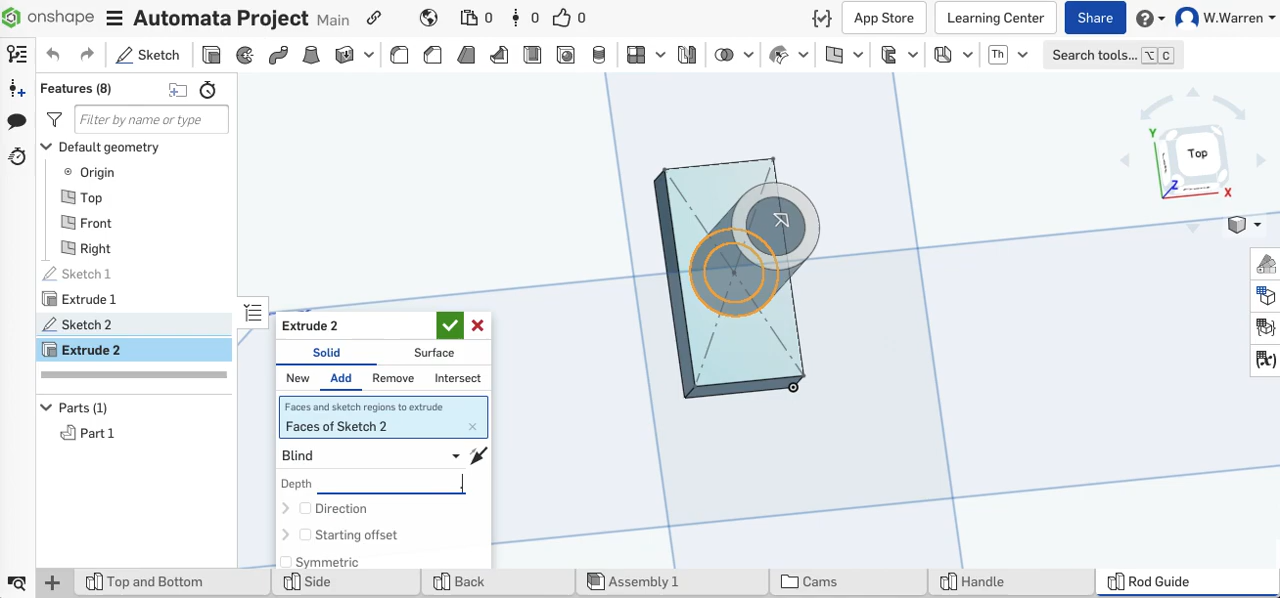 onshape Automata Project Main 0 0 0 App Store Learning Center Share W.Warren
Sketch Th Search tools... ⌥ C
Features (8)
Filter by name or type
Default geometry
Origin
Top
Front
Right
Sketch 1
Extrude 1
Sketch 2
Extrude 2
Parts (1)
Part 1
Extrude 2
Solid Surface
New Add Remove Intersect
Faces and sketch regions to extrude
Faces of Sketch 2
Blind
Depth .
Direction
Starting offset
Symmetric
Y
Top
Z
X
Top and Bottom Side Back Assembly 1 Cams Handle Rod Guide